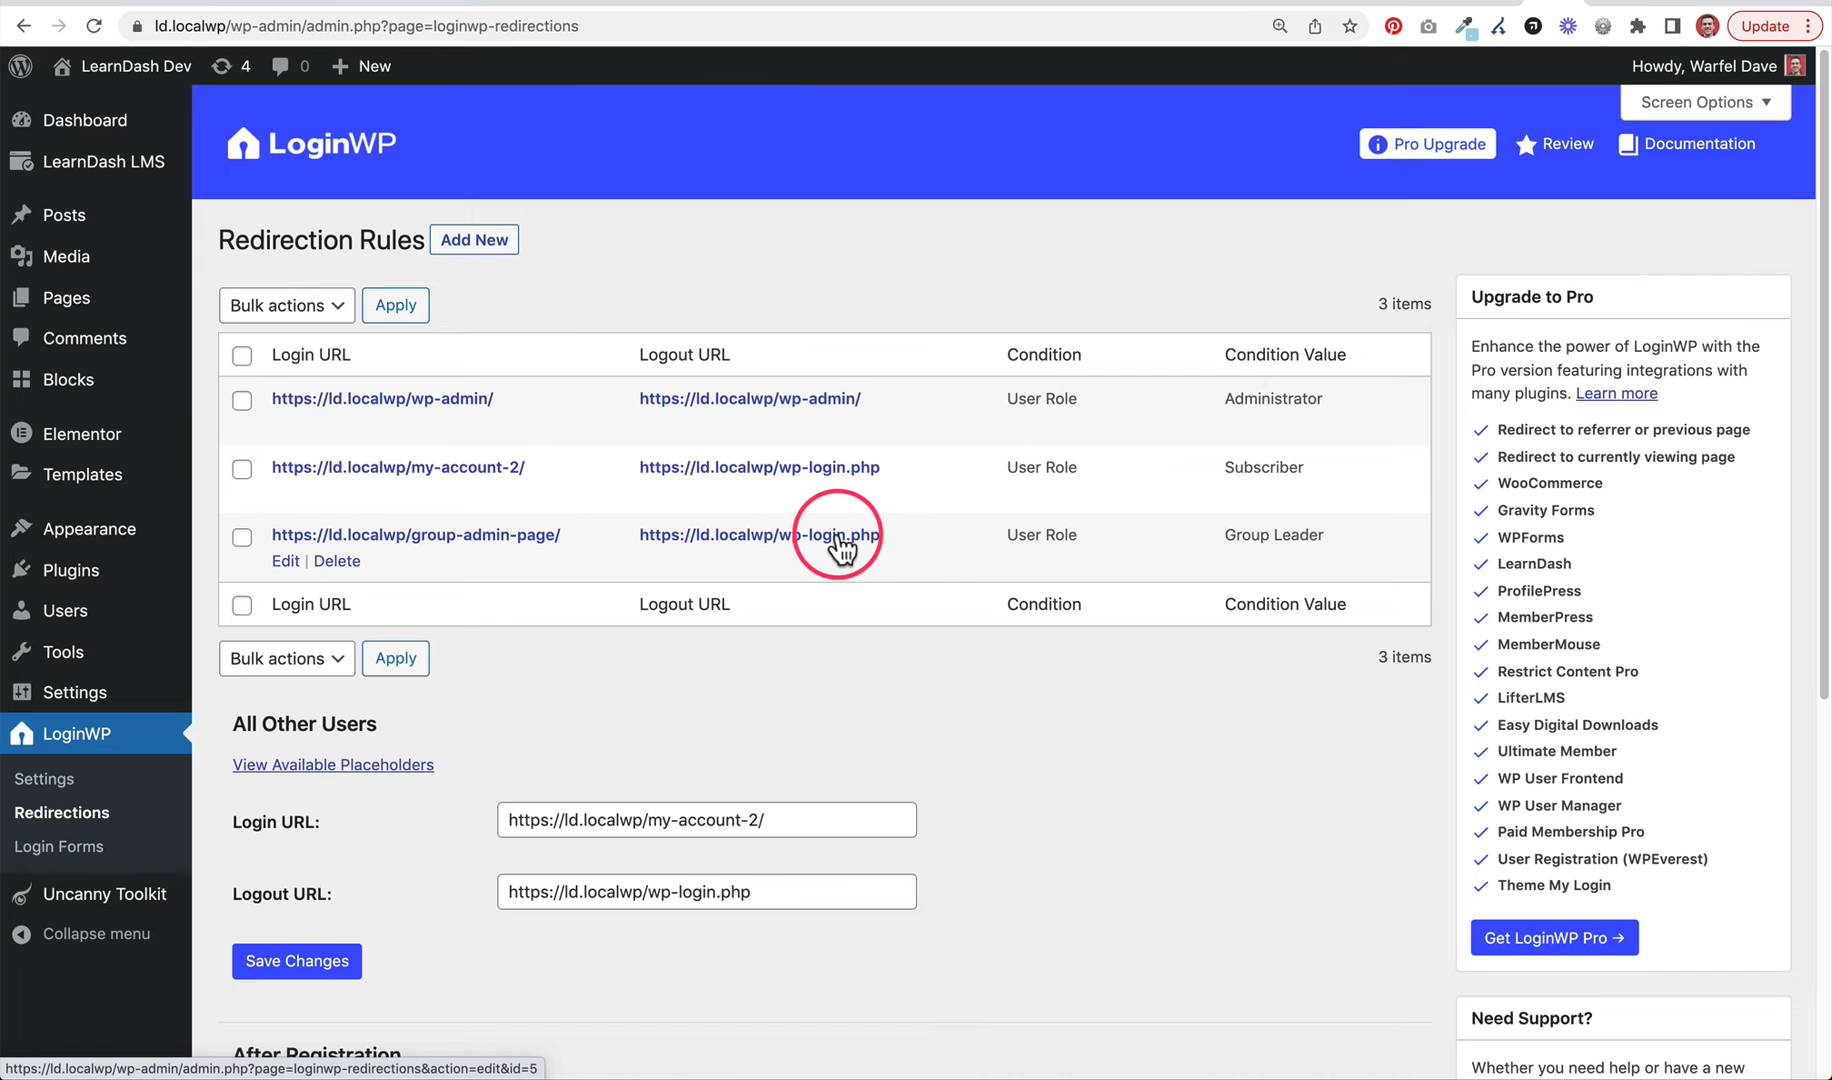 ld.localwp/wp-admin/admin.php?page=loginwp-redirections
Update
LearnDash Dev
4
0
New
Howdy, Warfel Dave
Screen Options
Dashboard
LearnDash LMS
Posts
Media
Pages
Comments
Blocks
Elementor
Templates
Appearance
Plugins
Users
Tools
Settings
LoginWP
Settings
Redirections
Login Forms
Uncanny Toolkit
Collapse menu
LoginWP
Pro Upgrade
Review
Documentation
Redirection Rules Add New
Bulk actions Apply 3 items
Login URL Logout URL Condition Condition Value
https://ld.localwp/wp-admin/ https://ld.localwp/wp-admin/ User Role Administrator
https://ld.localwp/my-account-2/ https://ld.localwp/wp-login.php User Role Subscriber
https://ld.localwp/group-admin-page/ https://ld.localwp/wp-login.php User Role Group Leader
Edit | Delete
Login URL Logout URL Condition Condition Value
Bulk actions Apply 3 items
All Other Users
View Available Placeholders
Login URL: https://ld.localwp/my-account-2/
Logout URL: https://ld.localwp/wp-login.php
Save Changes
After Registration
Upgrade to Pro
Enhance the power of LoginWP with the
Pro version featuring integrations with
many plugins. Learn more
Redirect to referrer or previous page
Redirect to currently viewing page
WooCommerce
Gravity Forms
WPForms
LearnDash
ProfilePress
MemberPress
MemberMouse
Restrict Content Pro
LifterLMS
Easy Digital Downloads
Ultimate Member
WP User Frontend
WP User Manager
Paid Membership Pro
User Registration (WPEverest)
Theme My Login
Get LoginWP Pro →
Need Support?
Whether you need help or have a new
https://ld.localwp/wp-admin/admin.php?page=loginwp-redirections&action=edit&id=5